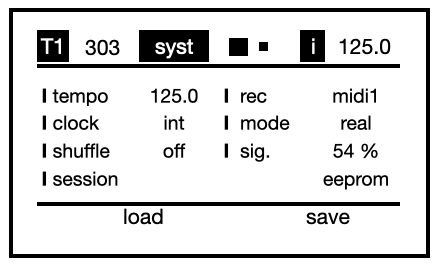 T1 303 syst i 125.0
tempo 125.0 rec midi1
clock int mode real
shuffle off sig. 54 %
session eeprom
load save